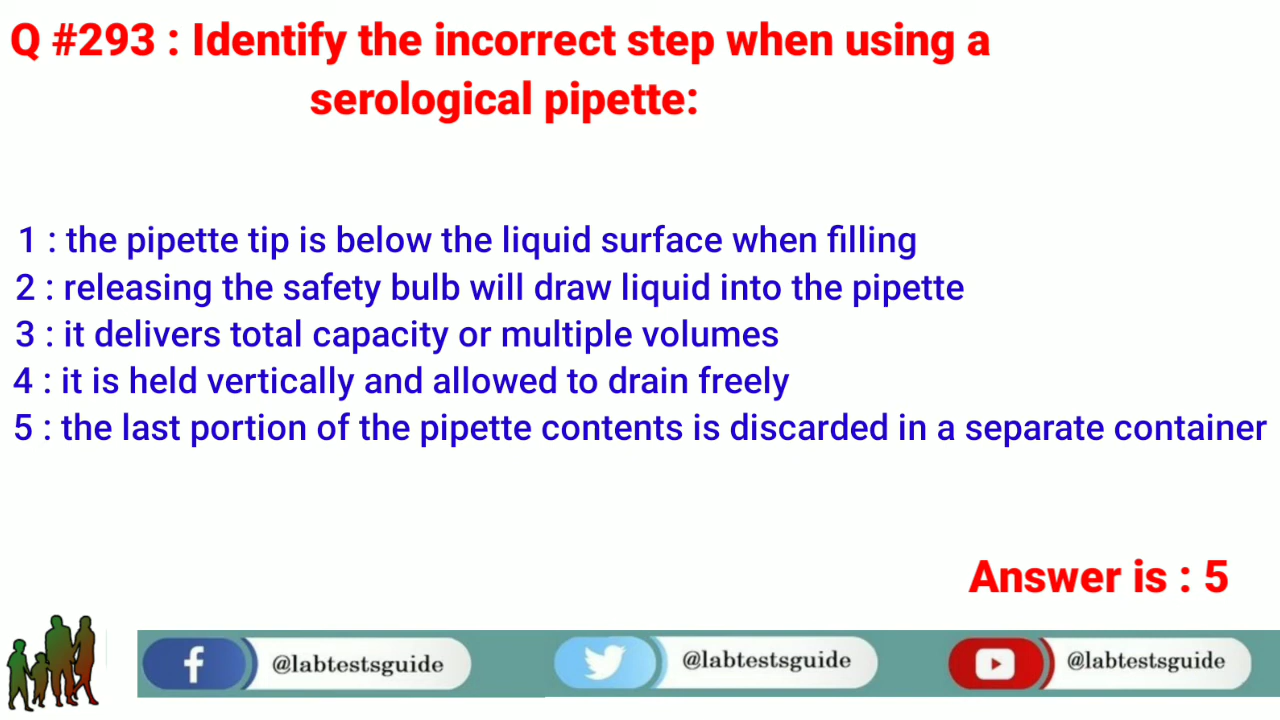 Q #293 : Identify the incorrect step when using a
serological pipette:
1 : the pipette tip is below the liquid surface when filling
2 : releasing the safety bulb will draw liquid into the pipette
3 : it delivers total capacity or multiple volumes
4 : it is held vertically and allowed to drain freely
5 : the last portion of the pipette contents is discarded in a separate container
Answer is : 5
@labtestsguide @labtestsguide @labtestsguide